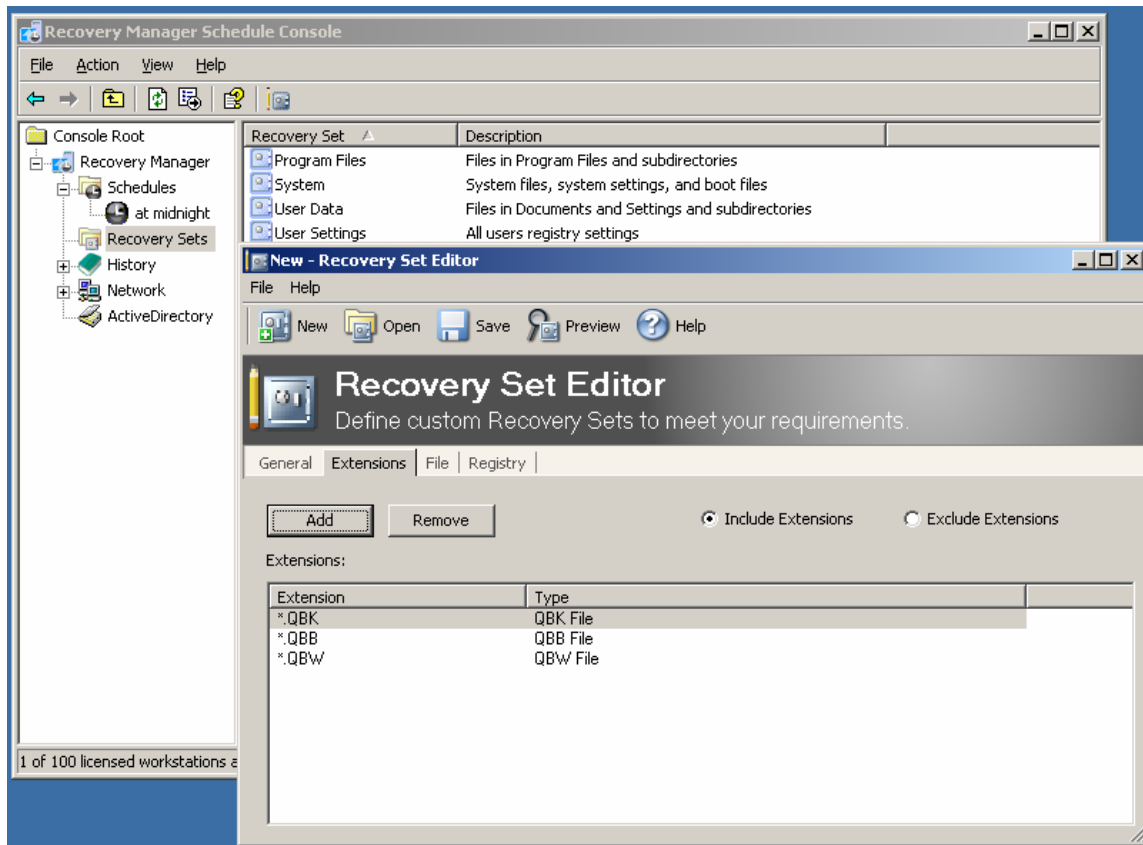 Recovery Manager Schedule Console
File Action View Help
Console Root
Recovery Manager
Schedules
at midnight
Recovery Sets
History
Network
ActiveDirectory
1 of 100 licensed workstations
Recovery Set Description
Program Files Files in Program Files and subdirectories
System System files, system settings, and boot files
User Data Files in Documents and Settings and subdirectories
User Settings All users registry settings
New - Recovery Set Editor
File Help
New Open Save Preview Help
Recovery Set Editor
Define custom Recovery Sets to meet your requirements.
General Extensions File Registry
Add Remove Include Extensions Exclude Extensions
Extensions:
Extension Type
*.QBK QBK File
*.QBB QBB File
*.QBW QBW File